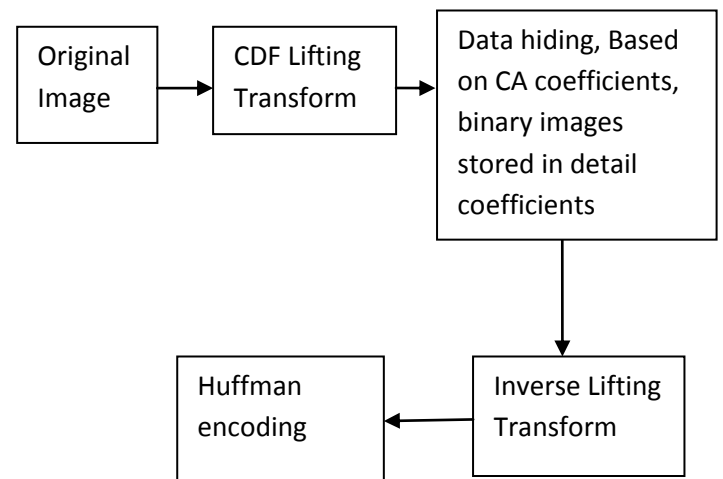 Original
Image
CDF Lifting
Transform
Data hiding, Based
on CA coefficients,
binary images
stored in detail
coefficients
Inverse Lifting
Transform
Huffman
encoding